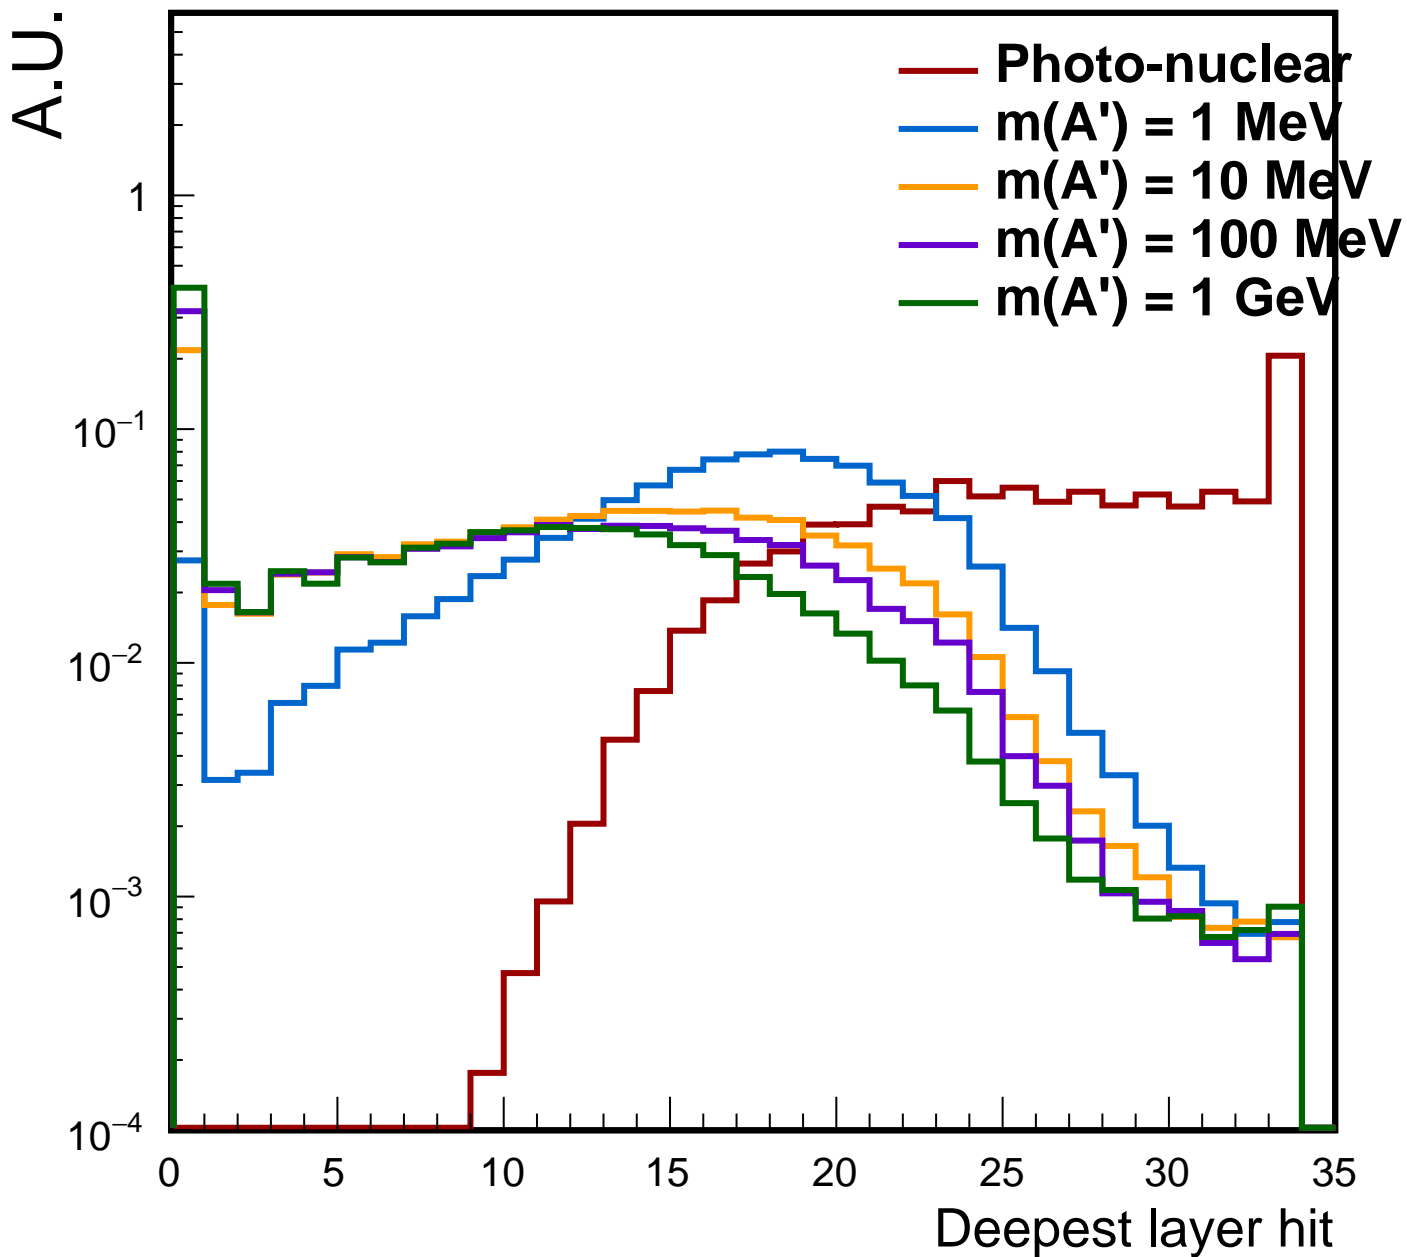 A.U.
Photo-nuclear
m(A') = 1 MeV
m(A') = 10 MeV
m(A') = 100 MeV
m(A') = 1 GeV
1
10⁻¹
10⁻²
10⁻³
10⁻⁴
0 5 10 15 20 25 30 35
Deepest layer hit